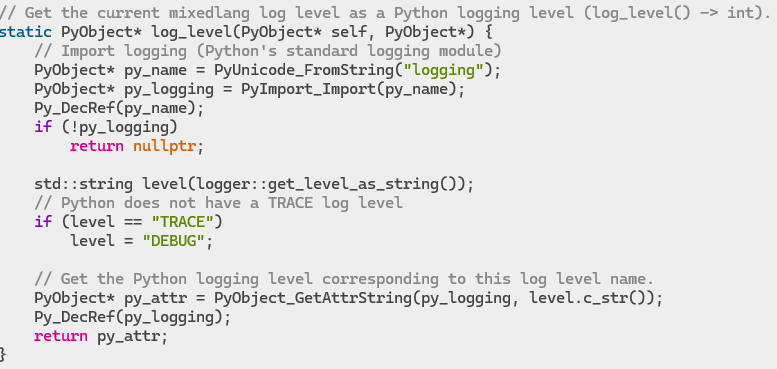 // Get the current mixedlang log level as a Python logging level (log_level() -> int).
static PyObject* log_level(PyObject* self, PyObject*) {
    // Import logging (Python's standard logging module)
    PyObject* py_name = PyUnicode_FromString("logging");
    PyObject* py_logging = PyImport_Import(py_name);
    Py_DecRef(py_name);
    if (!py_logging)
        return nullptr;

    std::string level(logger::get_level_as_string());
    // Python does not have a TRACE log level
    if (level == "TRACE")
        level = "DEBUG";

    // Get the Python logging level corresponding to this log level name.
    PyObject* py_attr = PyObject_GetAttrString(py_logging, level.c_str());
    Py_DecRef(py_logging);
    return py_attr;
}